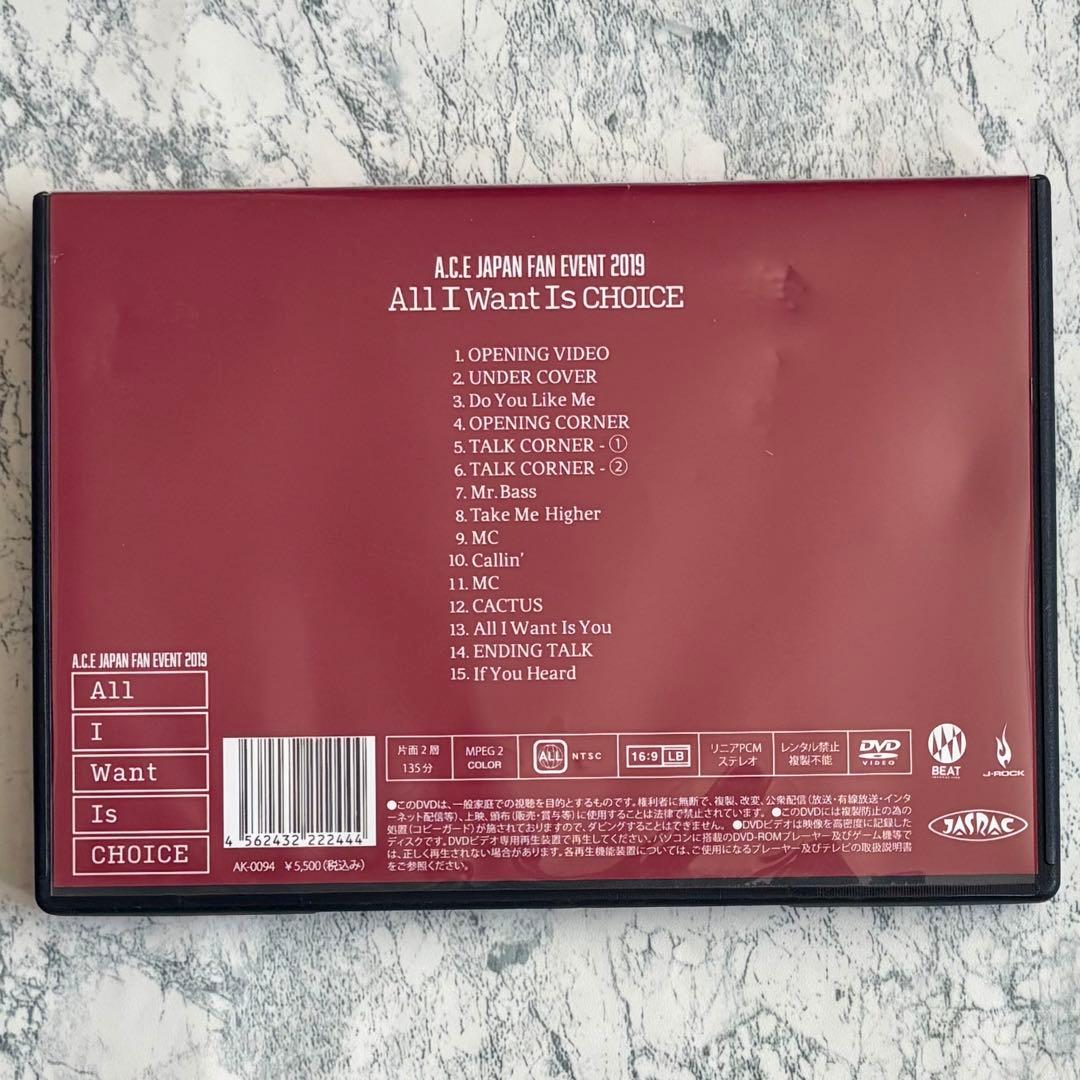 A.C.E JAPAN FAN EVENT 2019
All I Want Is CHOICE
1. OPENING VIDEO
2. UNDER COVER
3. Do You Like Me
4. OPENING CORNER
5. TALK CORNER - ①
6. TALK CORNER - ②
7. Mr.Bass
8. Take Me Higher
9. MC
10. Callin'
11. MC
12. CACTUS
13. All I Want Is You
14. ENDING TALK
15. If You Heard
A.C.E JAPAN FAN EVENT 2019
All
I
Want
Is
CHOICE
4 562432 222444
AK-0094 ￥5,500(税込み)
片面2層
135分
MPEG 2
COLOR
ALL NTSC
16:9 LB
リニアPCM
ステレオ
レンタル禁止
複製不能
DVD
VIDEO
BEAT
J-ROCK
JASRAC
●このDVDは、一般家庭での視聴を目的とするものです。権利者に無断で、複製、改変、公衆配信(放送・有線放送・インタ
ーネット配信等)、上映、頒布(販売・賞与等)に使用することは法律で禁止されています。●このDVDには複製防止の為の
処置(コピーガード)が施されておりますので、ダビングすることはできません。●DVDビデオは映像を高密度に記録した
ディスクです。DVDビデオ専用再生装置で再生してください。パソコンに搭載のDVD-ROMプレーヤー及びゲーム機等で
は、正しく再生されない場合があります。各再生機能装置については、ご使用になるプレーヤー及びテレビの取扱説明書
をご参照ください。